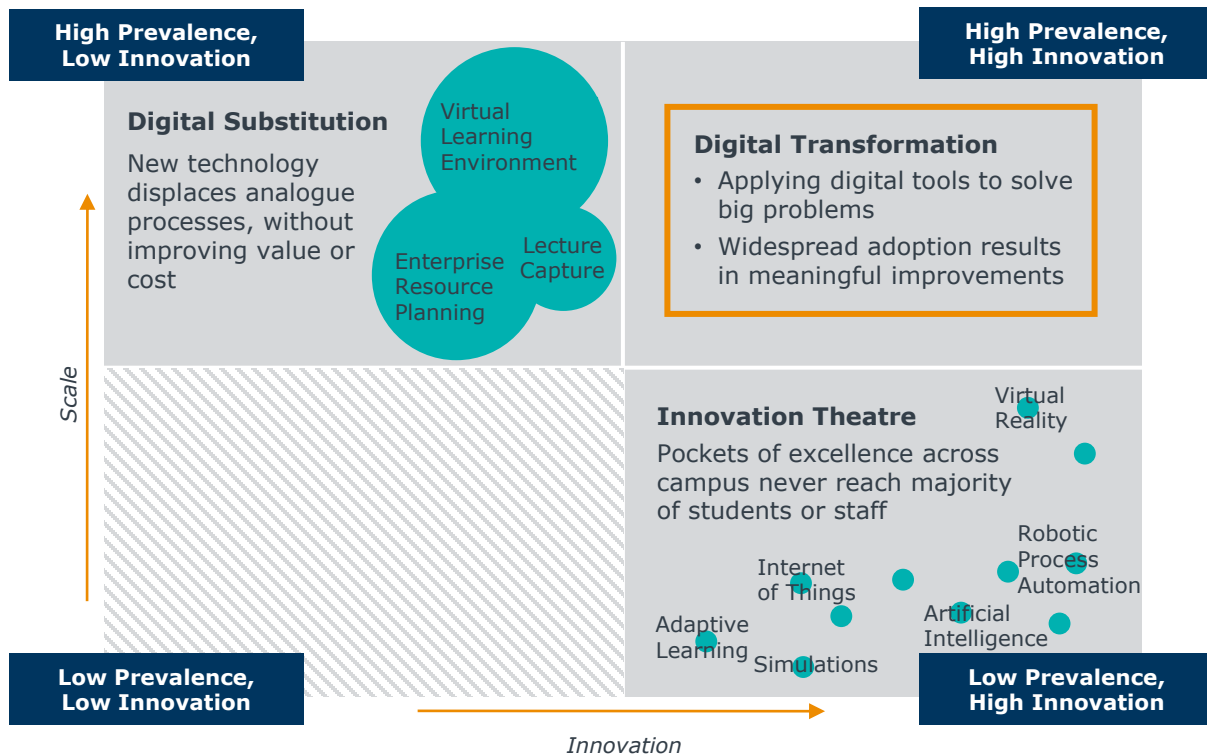 High Prevalence,
Low Innovation
High Prevalence,
High Innovation
Digital Substitution
New technology
displaces analogue
processes, without
improving value or
cost
Virtual
Learning
Environment
Enterprise
Resource
Planning
Lecture
Capture
Digital Transformation
• Applying digital tools to solve
big problems
• Widespread adoption results
in meaningful improvements
Scale
Innovation Theatre
Pockets of excellence across
campus never reach majority
of students or staff
Virtual
Reality
Robotic
Process
Automation
Internet
of Things
Artificial
Intelligence
Adaptive
Learning
Simulations
Low Prevalence,
Low Innovation
Low Prevalence,
High Innovation
Innovation